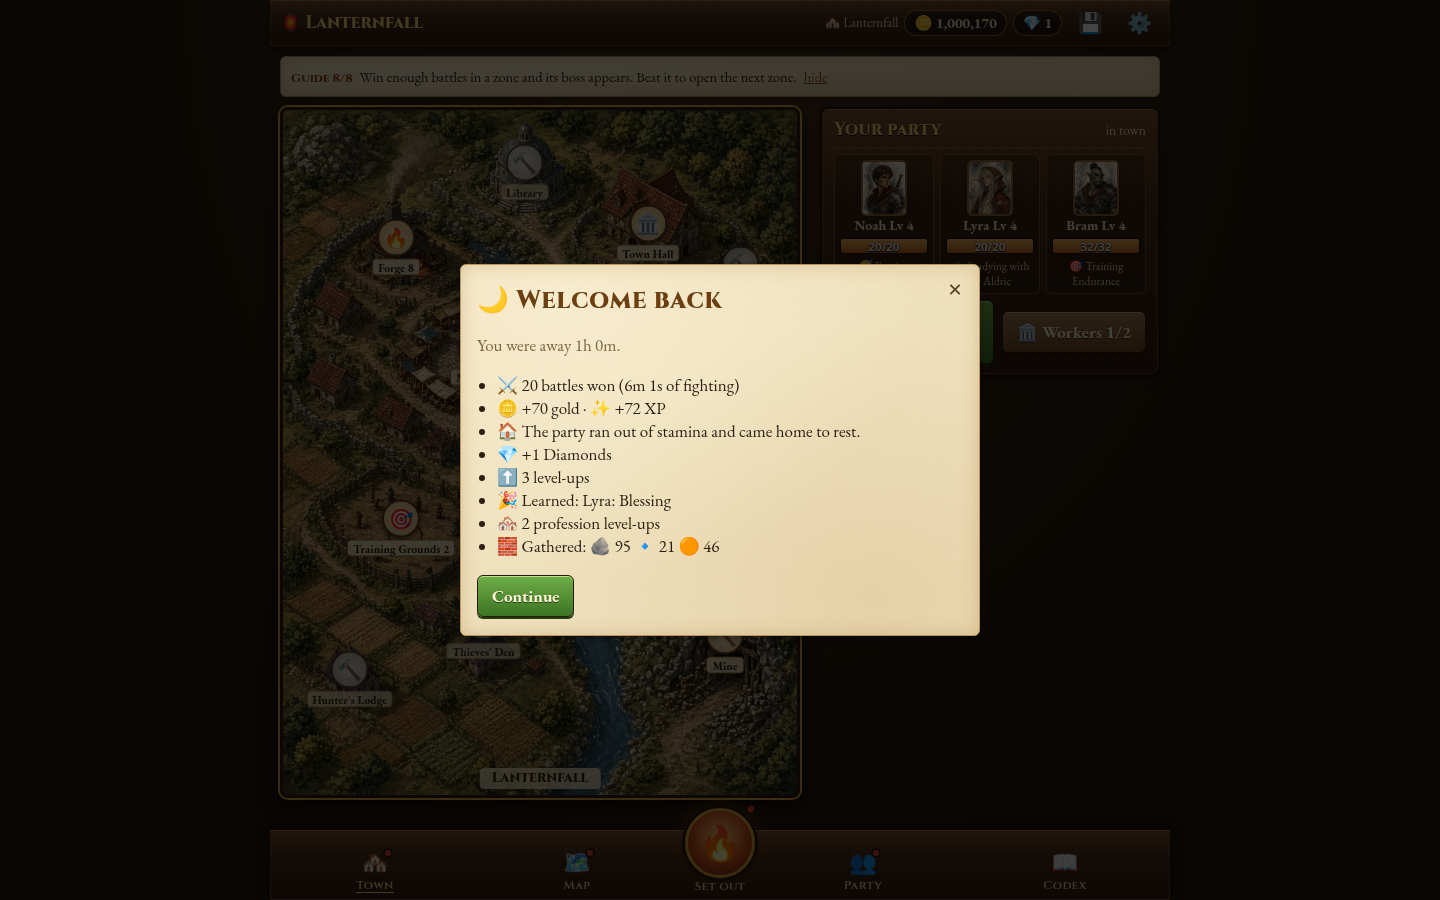 LANTERNFALL
Lanternfall
1,000,170
1
GUIDE 8/8 Win enough battles in a zone and its boss appears. Beat it to open the next zone. hide
Library
Town Hall
Forge 8
Training Grounds 2
Thieves' Den
Mine
Hunter's Lodge
LANTERNFALL
YOUR PARTY
in town
Noah Lv 4
Lyra Lv 4
Bram Lv 4
20/20
20/20
32/32
Training
Endurance
Aldric
with
Workers 1/2
WELCOME BACK
×
You were away 1h 0m.
20 battles won (6m 1s of fighting)
+70 gold · +72 XP
The party ran out of stamina and came home to rest.
+1 Diamonds
3 level-ups
Learned: Lyra: Blessing
2 profession level-ups
Gathered: 95 21 46
Continue
TOWN
MAP
SET OUT
PARTY
CODEX